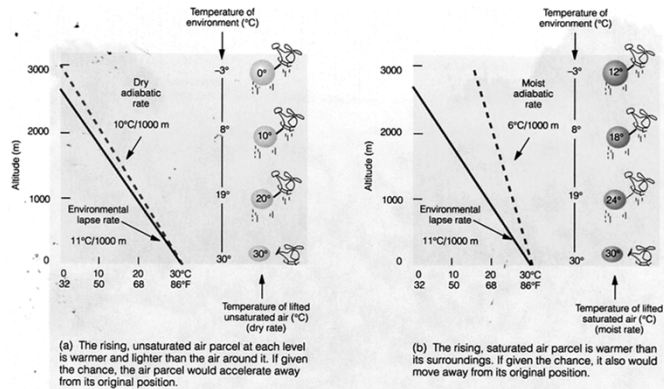 Temperature of
environment (°C)
3000
2000
1000
0
Altitude (m)
Dry
adiabatic
rate
10°C/1000 m
Environmental
lapse rate
11°C/1000 m
0 10 20 30°C
-32 50 68 86°F
-3°
8°
19°
30°
0°
10°
20°
30°
Temperature of lifted
unsaturated air (°C)
(dry rate)
(a) The rising, unsaturated air parcel at each level
is warmer and lighter than the air around it. If given
the chance, the air parcel would accelerate away
from its original position.
Temperature of
environment (°C)
3000
2000
1000
0
Altitude (m)
Moist
adiabatic
rate
6°C/1000 m
Environmental
lapse rate
11°C/1000 m
0 10 20 30°C
-32 50 68 86°F
-3°
8°
19°
30°
12°
18°
24°
30°
Temperature of lifted
saturated air (°C)
(moist rate)
(b) The rising, saturated air parcel is warmer than
its surroundings. If given the chance, it also would
move away from its original position.